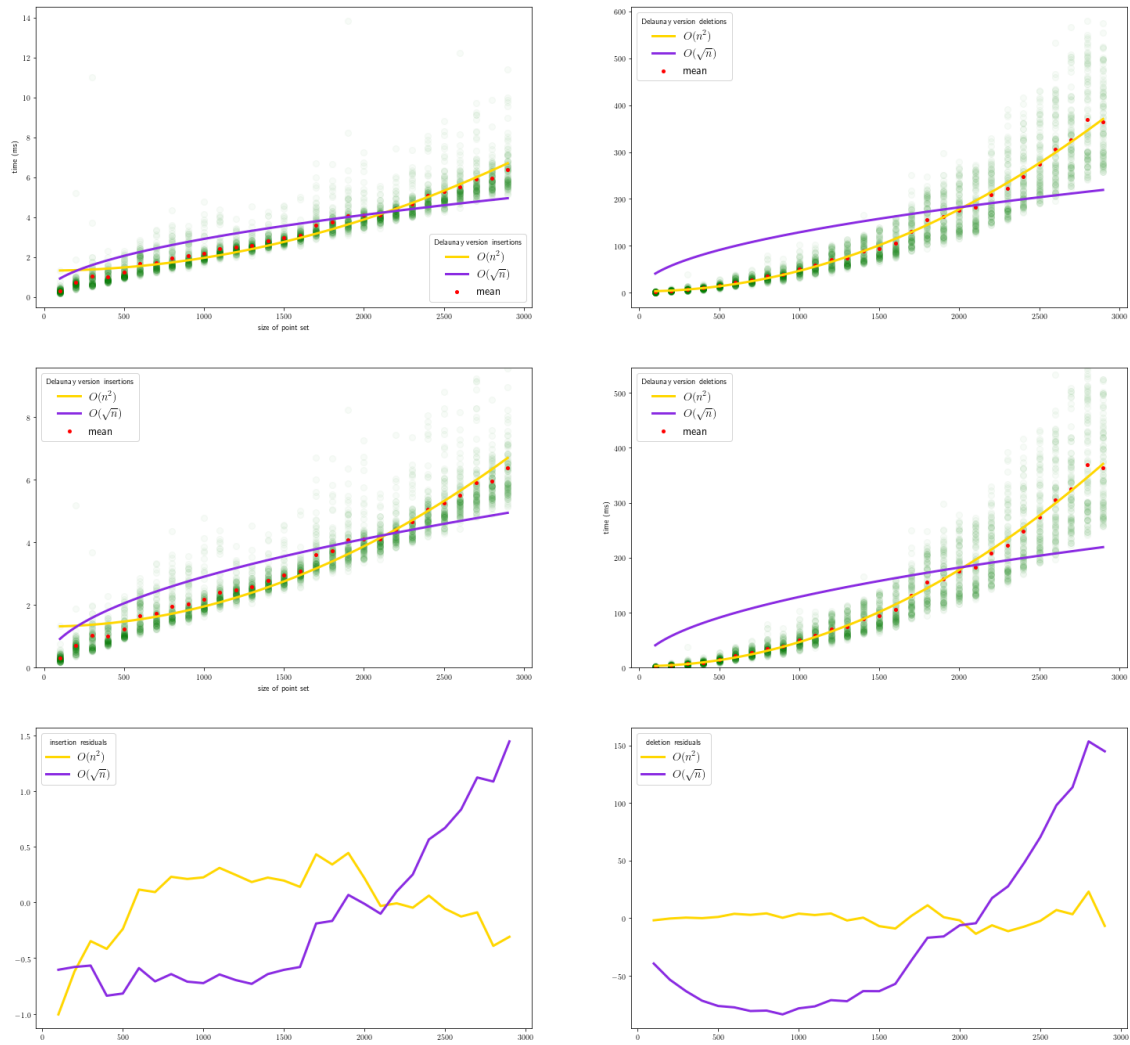 14
12
10
8
6
4
2
0
time (ms)
0 500 1000 1500 2000 2500 3000
size of point set
Delaunay version insertions
O(n²)
O(√n)
mean
600
500
400
300
200
100
0
0 500 1000 1500 2000 2500 3000
Delaunay version deletions
O(n²)
O(√n)
mean
8
6
4
2
0
0 500 1000 1500 2000 2500 3000
size of point set
Delaunay version insertions
O(n²)
O(√n)
mean
500
400
300
200
100
0
time (ms)
0 500 1000 1500 2000 2500 3000
Delaunay version deletions
O(n²)
O(√n)
mean
1.5
1.0
0.5
0.0
−0.5
−1.0
0 500 1000 1500 2000 2500 3000
insertion residuals
O(n²)
O(√n)
150
100
50
0
−50
0 500 1000 1500 2000 2500 3000
deletion residuals
O(n²)
O(√n)